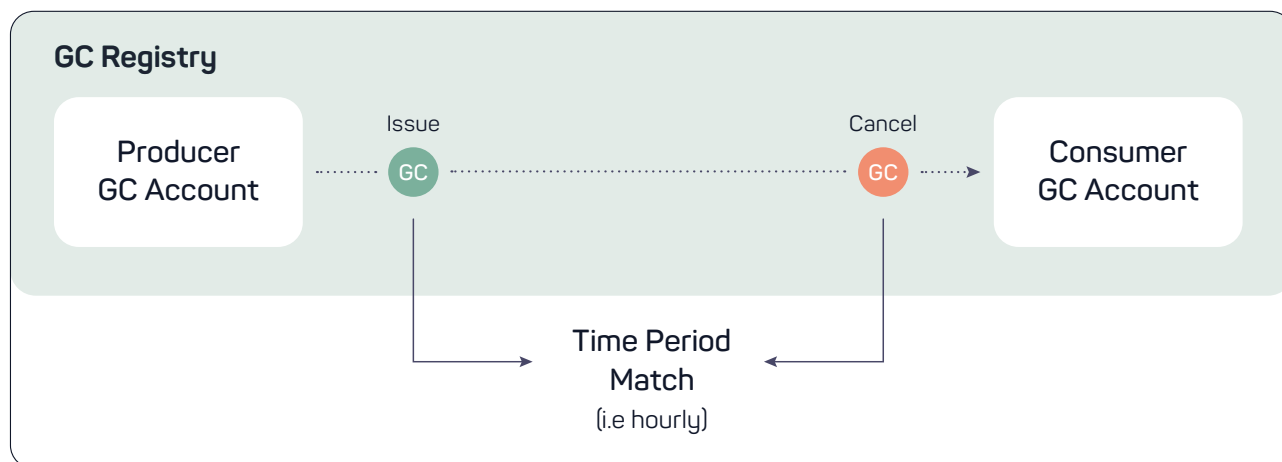 GC Registry
Issue
Cancel
Producer
GC Account
GC
GC
Consumer
GC Account
Time Period
Match
(i.e hourly)